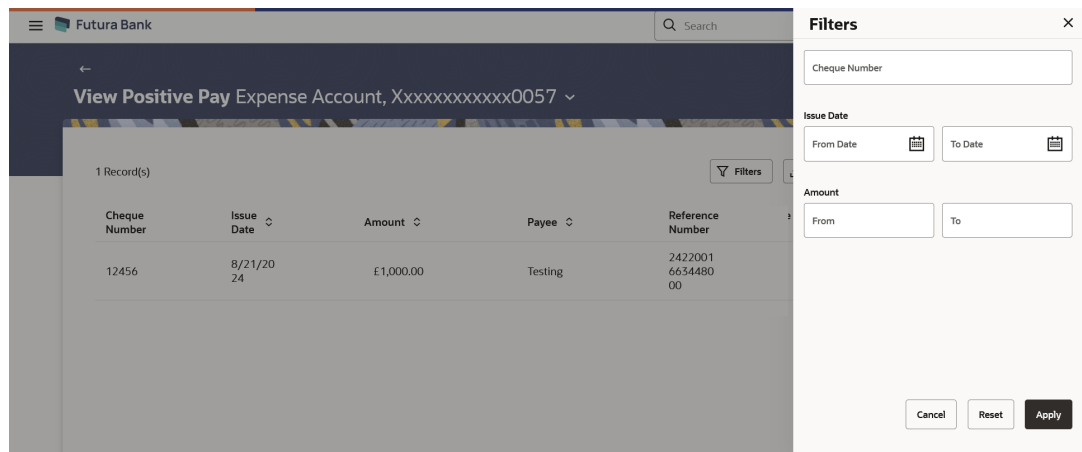 Futura Bank
Search
View Positive Pay Expense Account, Xxxxxxxxxxxx0057
1 Record(s)
Filters
Cheque Number
Issue Date
Amount
Payee
Reference Number
12456
8/21/20
24
£1,000.00
Testing
2422001
6634480
00
Filters
Cheque Number
Issue Date
From Date
To Date
Amount
From
To
Cancel
Reset
Apply